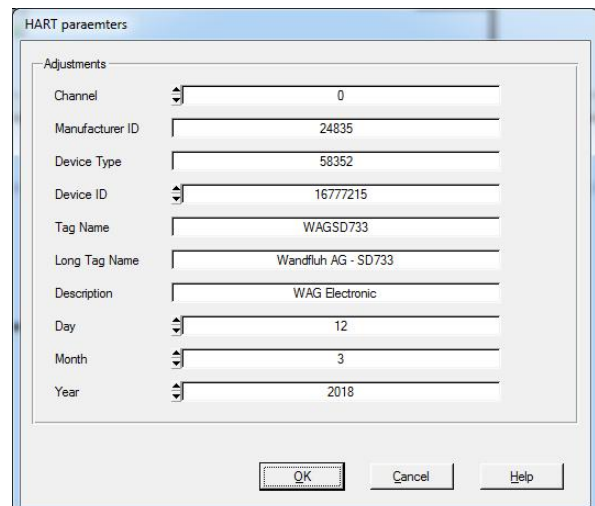 HART paraemters
Adjustments
Channel 0
Manufacturer ID 24835
Device Type 58352
Device ID 16777215
Tag Name WAGSD733
Long Tag Name Wandfluh AG - SD733
Description WAG Electronic
Day 12
Month 3
Year 2018
OK Cancel Help